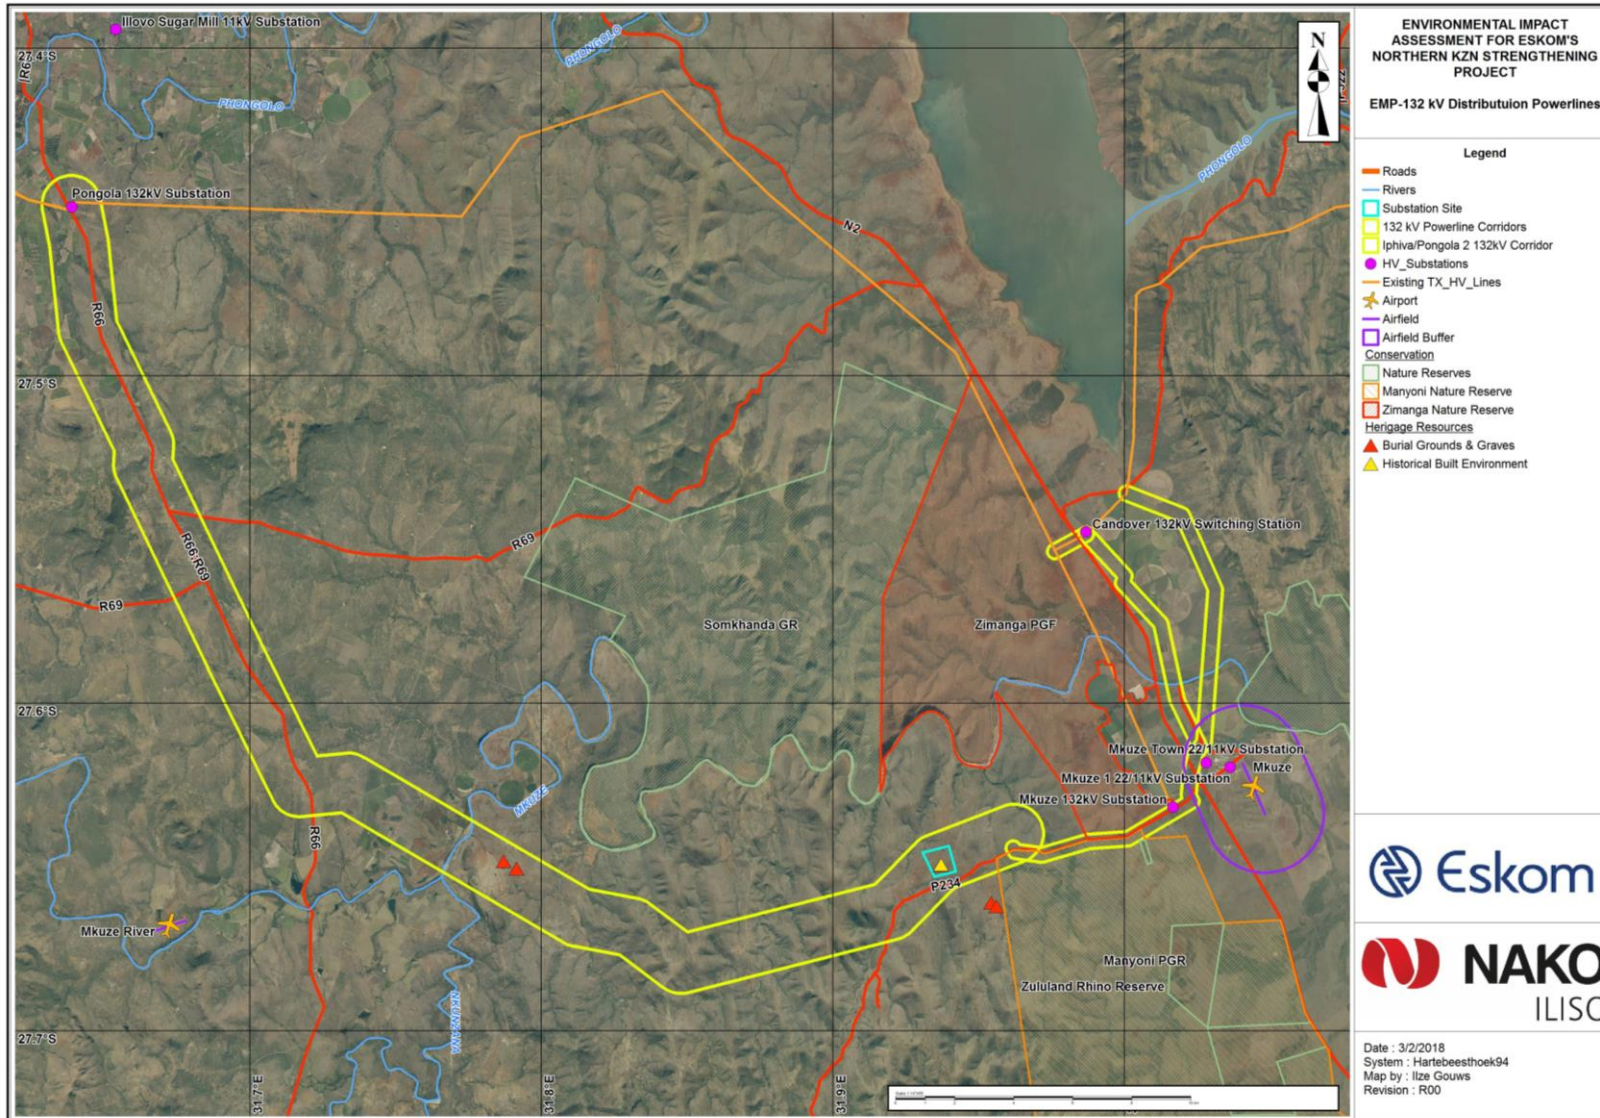 ENVIRONMENTAL IMPACT
ASSESSMENT FOR ESKOM'S
NORTHERN KZN STRENGTHENING
PROJECT
EMP-132 kV Distributuion Powerlines
Legend
Roads
Rivers
Substation Site
132 kV Powerline Corridors
Iphiva/Pongola 2 132kV Corridor
HV_Substations
Existing TX_HV_Lines
Airport
Airfield
Airfield Buffer
Conservation
Nature Reserves
Manyoni Nature Reserve
Zimanga Nature Reserve
Herigage Resources
Burial Grounds & Graves
Historical Built Environment
Eskom
NAKO
ILISO
Date : 3/2/2018
System : Hartebeesthoek94
Map by : Ilze Gouws
Revision : R00
N
Illovo Sugar Mill 11kV Substation
27.4°S
PHONGOLO
PHONGOLO
PHONGOLO
Pongola 132kV Substation
N2
R66
27.5°S
Candover 132kV Switching Station
R69
R66;R69
R69
Somkhanda GR
Zimanga PGF
27.6°S
Mkuze Town 22/11kV Substation
Mkuze
Mkuze 1 22/11kV Substation
Mkuze 132kV Substation
MKUZE
R66
P234
Mkuze River
Manyoni PGR
Zululand Rhino Reserve
27.7°S
31.7°E
31.8°E
31.9°E